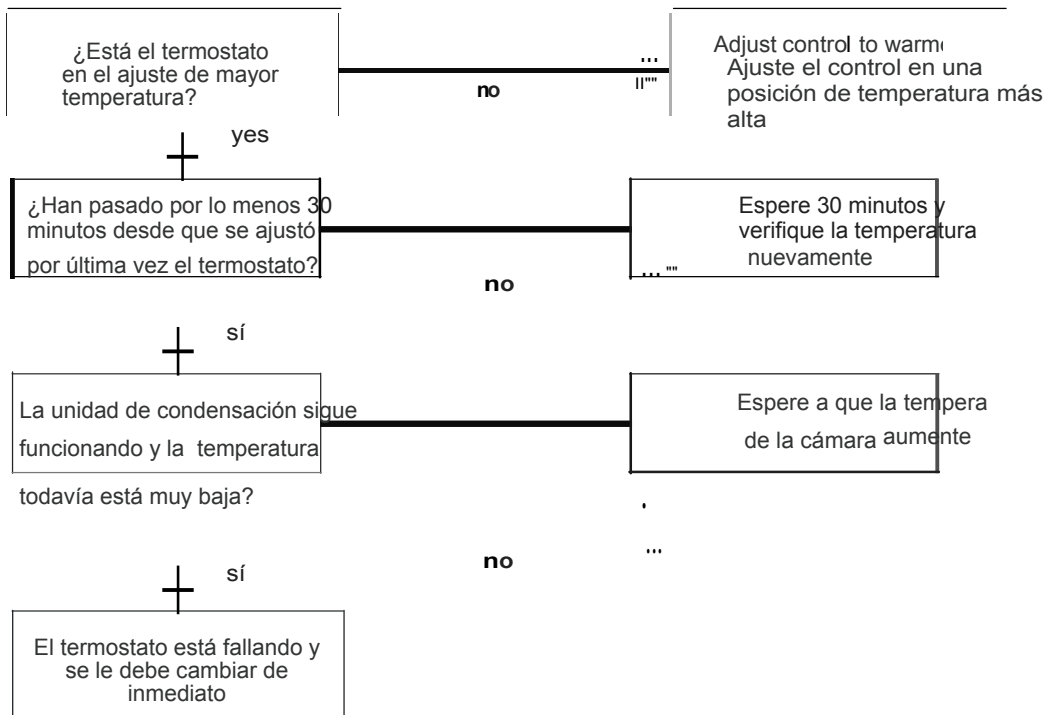 ¿Está el termostato
en el ajuste de mayor
temperatura?
no
...
II""
Adjust control to warm
Ajuste el control en una
posición de temperatura más
alta
yes
¿Han pasado por lo menos 30
minutos desde que se ajustó
por última vez el termostato?
no
... ""
Espere 30 minutos y
verifique la temperatura
nuevamente
sí
La unidad de condensación sigue
funcionando y la temperatura
todavía está muy baja?
no
Espere a que la tempera
de la cámara aumente
...
sí
El termostato está fallando y
se le debe cambiar de
inmediato